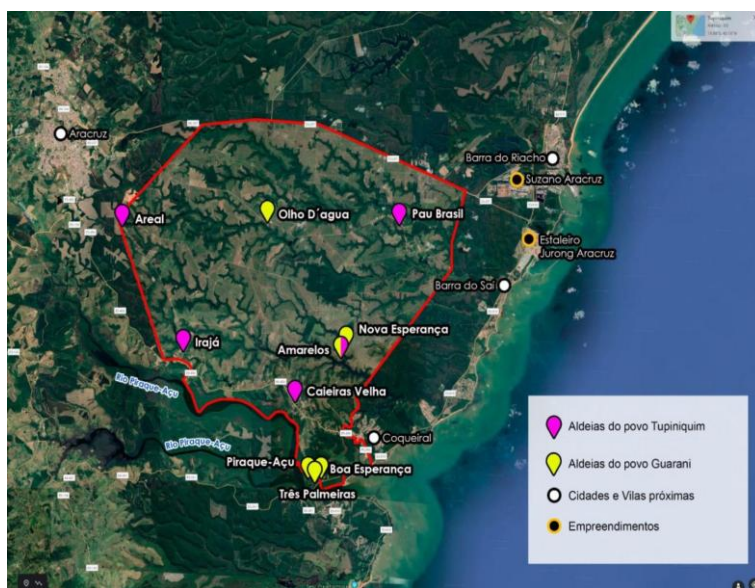 Aracruz
Barra do Riacho
Suzano Aracruz
Areal
Olho D´agua
Pau Brasil
Estaleiro
Jurong Aracruz
Barra do Saí
Nova Esperança
Irajá
Amarelos
Rio Piraque-Açu
Caieiras Velha
Rio Piraque-Açu
Coqueiral
Piraque-Açu
Boa Esperança
Três Palmeiras
Aldeias do povo Tupiniquim
Aldeias do povo Guarani
Cidades e Vilas próximas
Empreendimentos